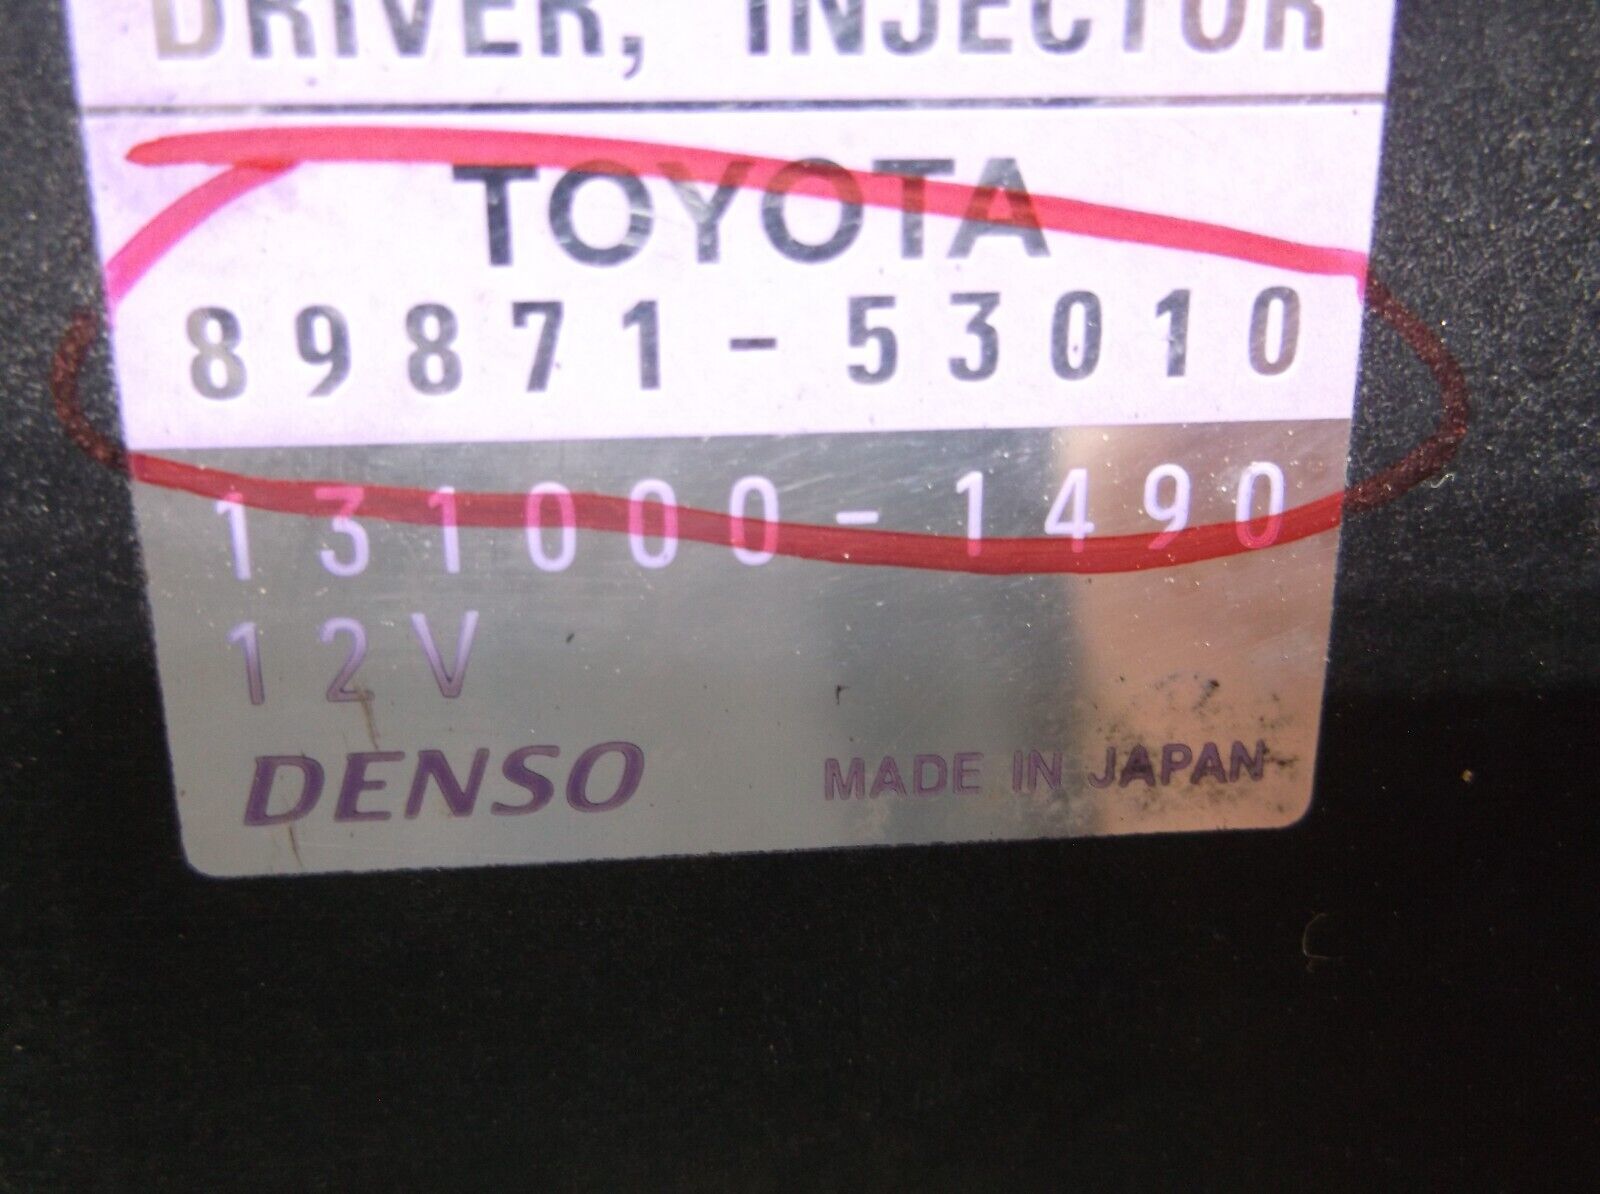 DRIVER, INJECTOR
TOYOTA
89871-53010
131000-1490
12V
DENSO MADE IN JAPAN